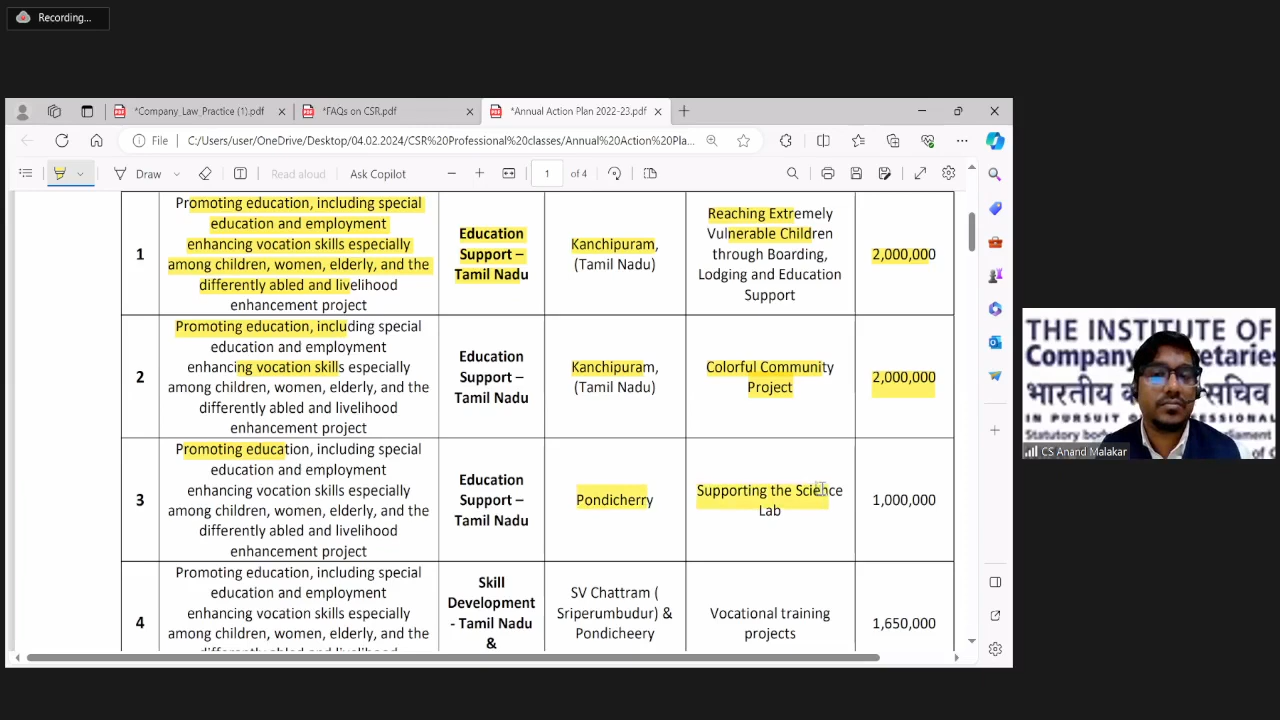 Recording...
*Company_Law_Practice (1).pdf
*FAQs on CSR.pdf
*Annual Action Plan 2022-23.pdf
File
C:/Users/user/OneDrive/Desktop/04.02.2024/CSR%20Professional%20classes/Annual%20Action%20Pla...
Draw
Read aloud
Ask Copilot
1
of 4
1
Promoting education, including special
education and employment
enhancing vocation skills especially
among children, women, elderly, and the
differently abled and livelihood
enhancement project
Education
Support –
Tamil Nadu
Kanchipuram,
(Tamil Nadu)
Reaching Extremely
Vulnerable Children
through Boarding,
Lodging and Education
Support
2,000,000
2
Promoting education, including special
education and employment
enhancing vocation skills especially
among children, women, elderly, and the
differently abled and livelihood
enhancement project
Education
Support –
Tamil Nadu
Kanchipuram,
(Tamil Nadu)
Colorful Community
Project
2,000,000
3
Promoting education, including special
education and employment
enhancing vocation skills especially
among children, women, elderly, and the
differently abled and livelihood
enhancement project
Education
Support –
Tamil Nadu
Pondicherry
Supporting the Science
Lab
1,000,000
4
Promoting education, including special
education and employment
enhancing vocation skills especially
among children, women, elderly, and the
Skill
Development
- Tamil Nadu
&
SV Chattram (
Sriperumbudur) &
Pondicheery
Vocational training
projects
1,650,000
THE INSTITUTE OF
Company
भारतीय
सचिव
IN PURSUIT OF
Statutory
CS Anand Malakar